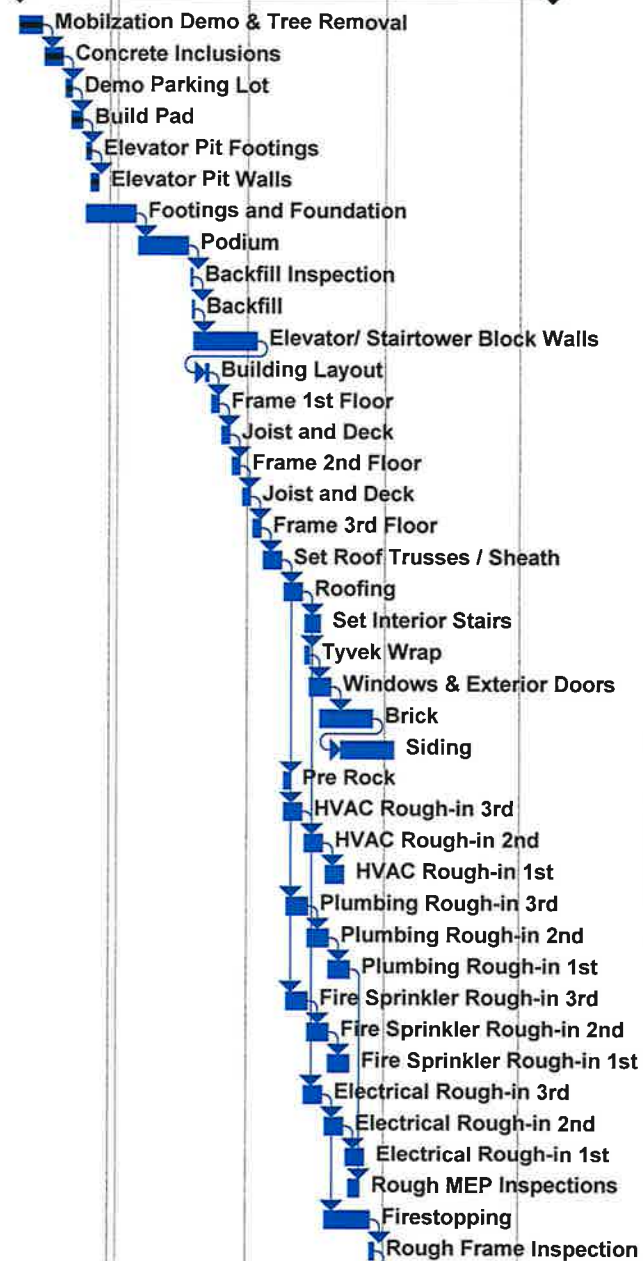 Mobilzation Demo & Tree Removal
Concrete Inclusions
Demo Parking Lot
Build Pad
Elevator Pit Footings
Elevator Pit Walls
Footings and Foundation
Podium
Backfill Inspection
Backfill
Elevator/ Stairtower Block Walls
Building Layout
Frame 1st Floor
Joist and Deck
Frame 2nd Floor
Joist and Deck
Frame 3rd Floor
Set Roof Trusses / Sheath
Roofing
Set Interior Stairs
Tyvek Wrap
Windows & Exterior Doors
Brick
Siding
Pre Rock
HVAC Rough-in 3rd
HVAC Rough-in 2nd
HVAC Rough-in 1st
Plumbing Rough-in 3rd
Plumbing Rough-in 2nd
Plumbing Rough-in 1st
Fire Sprinkler Rough-in 3rd
Fire Sprinkler Rough-in 2nd
Fire Sprinkler Rough-in 1st
Electrical Rough-in 3rd
Electrical Rough-in 2nd
Electrical Rough-in 1st
Rough MEP Inspections
Firestopping
Rough Frame Inspection